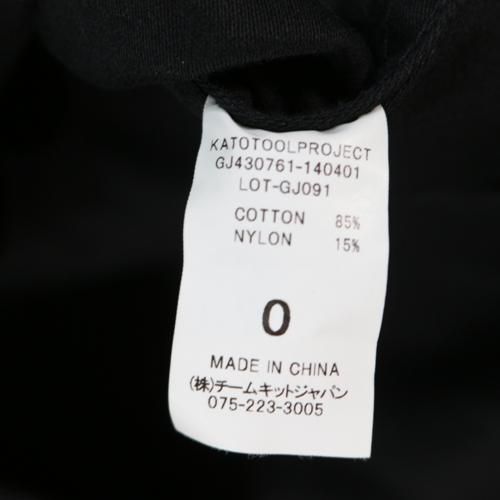 KATOTOOLPROJECT
GJ430761-140401
LOT-GJ091
COTTON 85%
NYLON 15%
0
MADE IN CHINA
(株)チームキットジャパン
075-223-3005